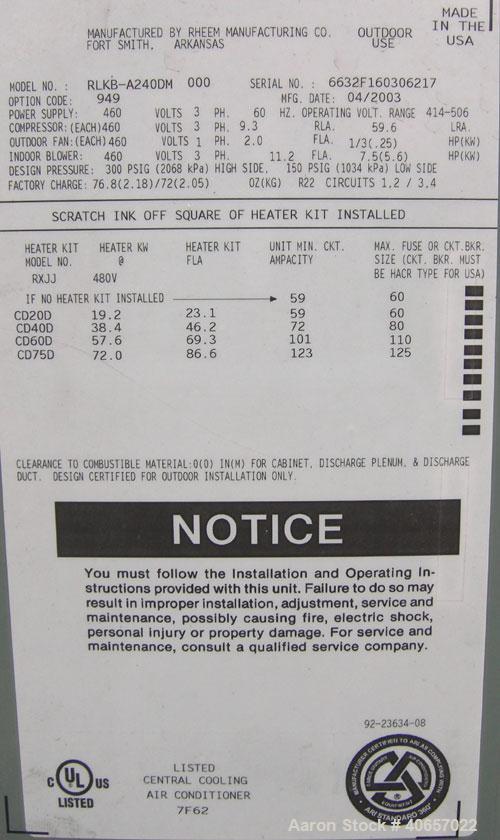 MADE
IN THE
USA
MANUFACTURED BY RHEEM MANUFACTURING CO.
FORT SMITH, ARKANSAS
OUTDOOR
USE
MODEL NO. : RLKB-A240DM 000 SERIAL NO. : 6632F160306217
OPTION CODE: 949 MFG. DATE: 04/2003
POWER SUPPLY: 460 VOLTS 3 PH. 60 HZ. OPERATING VOLT. RANGE 414-506
COMPRESSOR:(EACH)460 VOLTS 3 PH. 9.3 RLA. 59.6 LRA.
OUTDOOR FAN:(EACH)460 VOLTS 1 PH. 2.0 FLA. 1/3(.25) HP(KW)
INDOOR BLOWER: 460 VOLTS 3 PH. 11.2 FLA. 7.5(5.6) HP(KW)
DESIGN PRESSURE: 300 PSIG (2068 kPa) HIGH SIDE, 150 PSIG (1034 kPa) LOW SIDE
FACTORY CHARGE: 76.8(2.18)/72(2.05) OZ(KG) R22 CIRCUITS 1,2 / 3,4
SCRATCH INK OFF SQUARE OF HEATER KIT INSTALLED
HEATER KIT HEATER KW HEATER KIT UNIT MIN. CKT. MAX. FUSE OR CKT.BKR.
MODEL NO. @ FLA AMPACITY SIZE (CKT. BKR. MUST
RXJJ 480V BE HACR TYPE FOR USA)
IF NO HEATER KIT INSTALLED 59 60
CD20D 19.2 23.1 59 60
CD40D 38.4 46.2 72 80
CD60D 57.6 69.3 101 110
CD75D 72.0 86.6 123 125
CLEARANCE TO COMBUSTIBLE MATERIAL:0(0) IN(M) FOR CABINET, DISCHARGE PLENUM, & DISCHARGE
DUCT. DESIGN CERTIFIED FOR OUTDOOR INSTALLATION ONLY.
NOTICE
You must follow the Installation and Operating In-
structions provided with this unit. Failure to do so may
result in improper installation, adjustment, service and
maintenance, possibly causing fire, electric shock,
personal injury or property damage. For service and
maintenance, consult a qualified service company.
92-23634-08
C UL US
LISTED
LISTED
CENTRAL COOLING
AIR CONDITIONER
7F62
MANUFACTURER CERTIFIED TO ARI AS COMPLYING WITH
EQUIPMENT
ARI STANDARD 360
Aaron Stock # 40657022